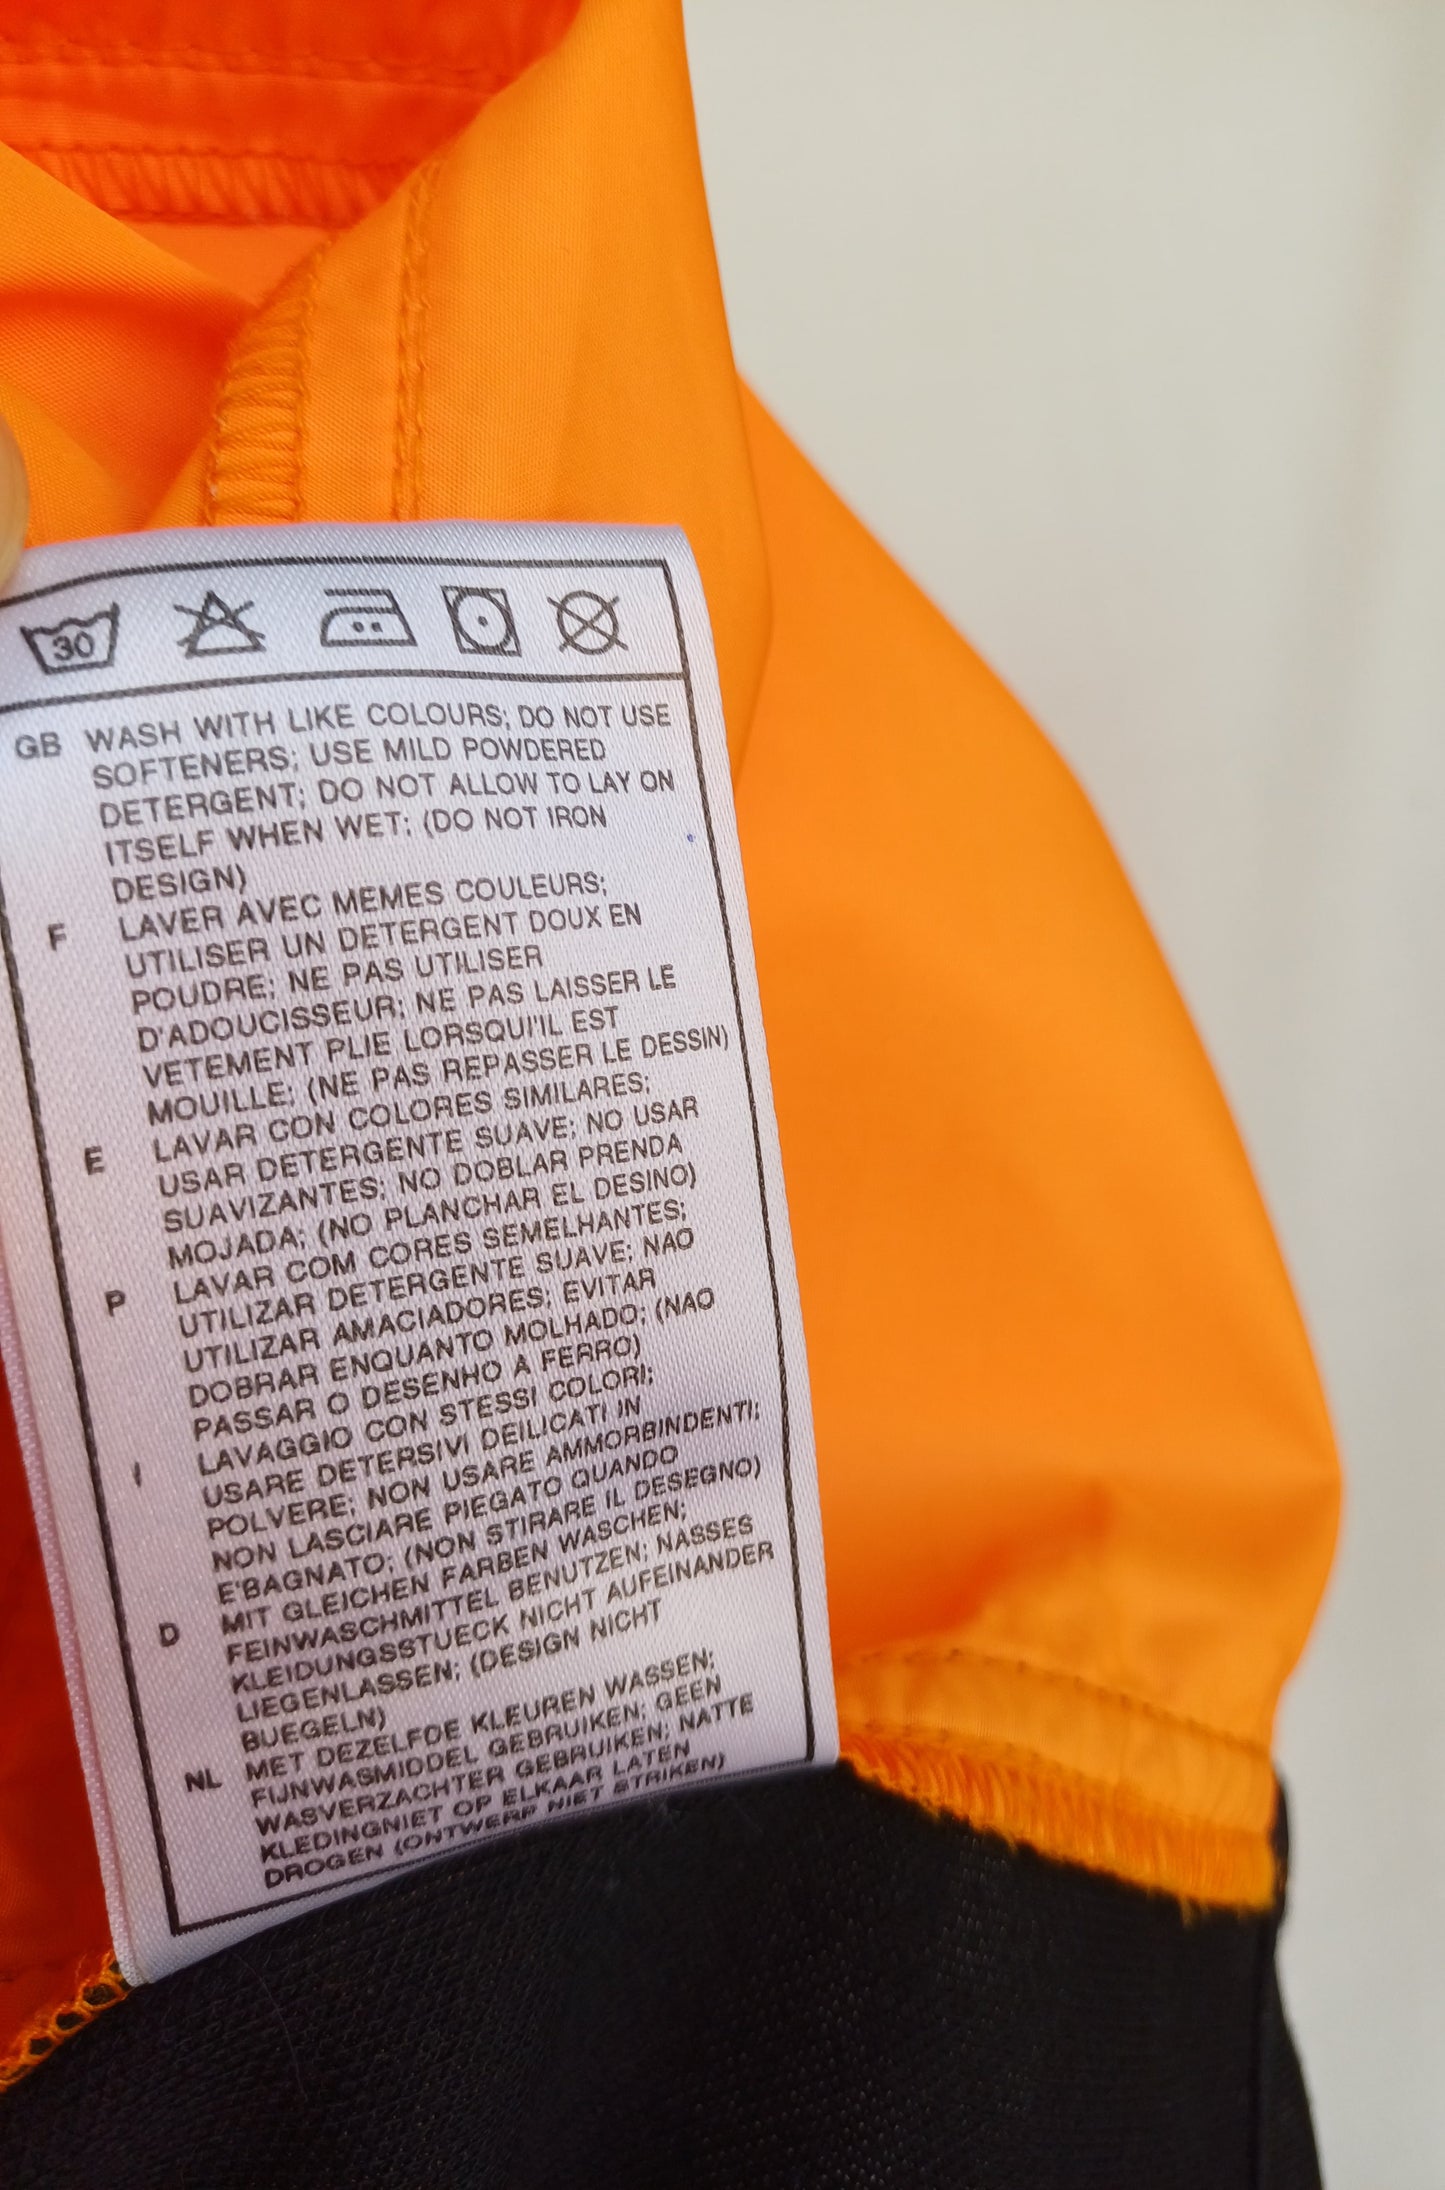 30
GB WASH WITH LIKE COLOURS; DO NOT USE
SOFTENERS; USE MILD POWDERED
DETERGENT; DO NOT ALLOW TO LAY ON
ITSELF WHEN WET; (DO NOT IRON
DESIGN)
F LAVER AVEC MEMES COULEURS;
UTILISER UN DETERGENT DOUX EN
POUDRE; NE PAS UTILISER
D'ADOUCISSEUR; NE PAS LAISSER LE
VETEMENT PLIE LORSQU'IL EST
MOUILLE; (NE PAS REPASSER LE DESSIN)
E LAVAR CON COLORES SIMILARES;
USAR DETERGENTE SUAVE; NO USAR
SUAVIZANTES; NO DOBLAR PRENDA
MOJADA; (NO PLANCHAR EL DESINO)
P LAVAR COM CORES SEMELHANTES;
UTILIZAR DETERGENTE SUAVE; NAO
UTILIZAR AMACIADORES; EVITAR
DOBRAR ENQUANTO MOLHADO; (NAO
PASSAR O DESENHO A FERRO)
I LAVAGGIO CON STESSI COLORI;
USARE DETERSIVI DEILICATI IN
POLVERE; NON USARE AMMORBINDENTI;
NON LASCIARE PIEGATO QUANDO
E'BAGNATO; (NON STIRARE IL DESEGNO)
D MIT GLEICHEN FARBEN WASCHEN;
FEINWASCHMITTEL BENUTZEN; NASSES
KLEIDUNGSSTUECK NICHT AUFEINANDER
LIEGENLASSEN; (DESIGN NICHT
BUEGELN)
NL MET DEZELFDE KLEUREN WASSEN;
FIJNWASMIDDEL GEBRUIKEN; GEEN
WASVERZACHTER GEBRUIKEN; NATTE
KLEDINGNIET OP ELKAAR LATEN
DROGEN (ONTWERP NIET STRIKEN)